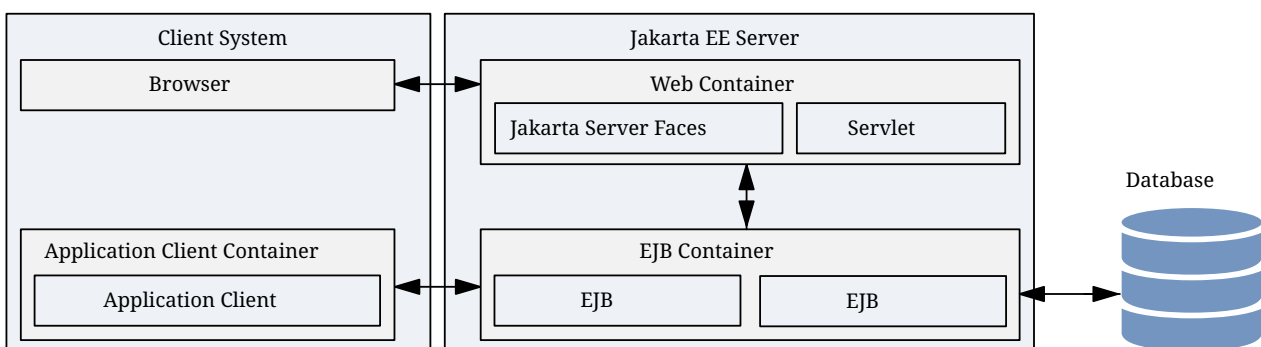 Client System
Jakarta EE Server
Browser
Web Container
Jakarta Server Faces
Servlet
Database
Application Client Container
EJB Container
Application Client
EJB
EJB